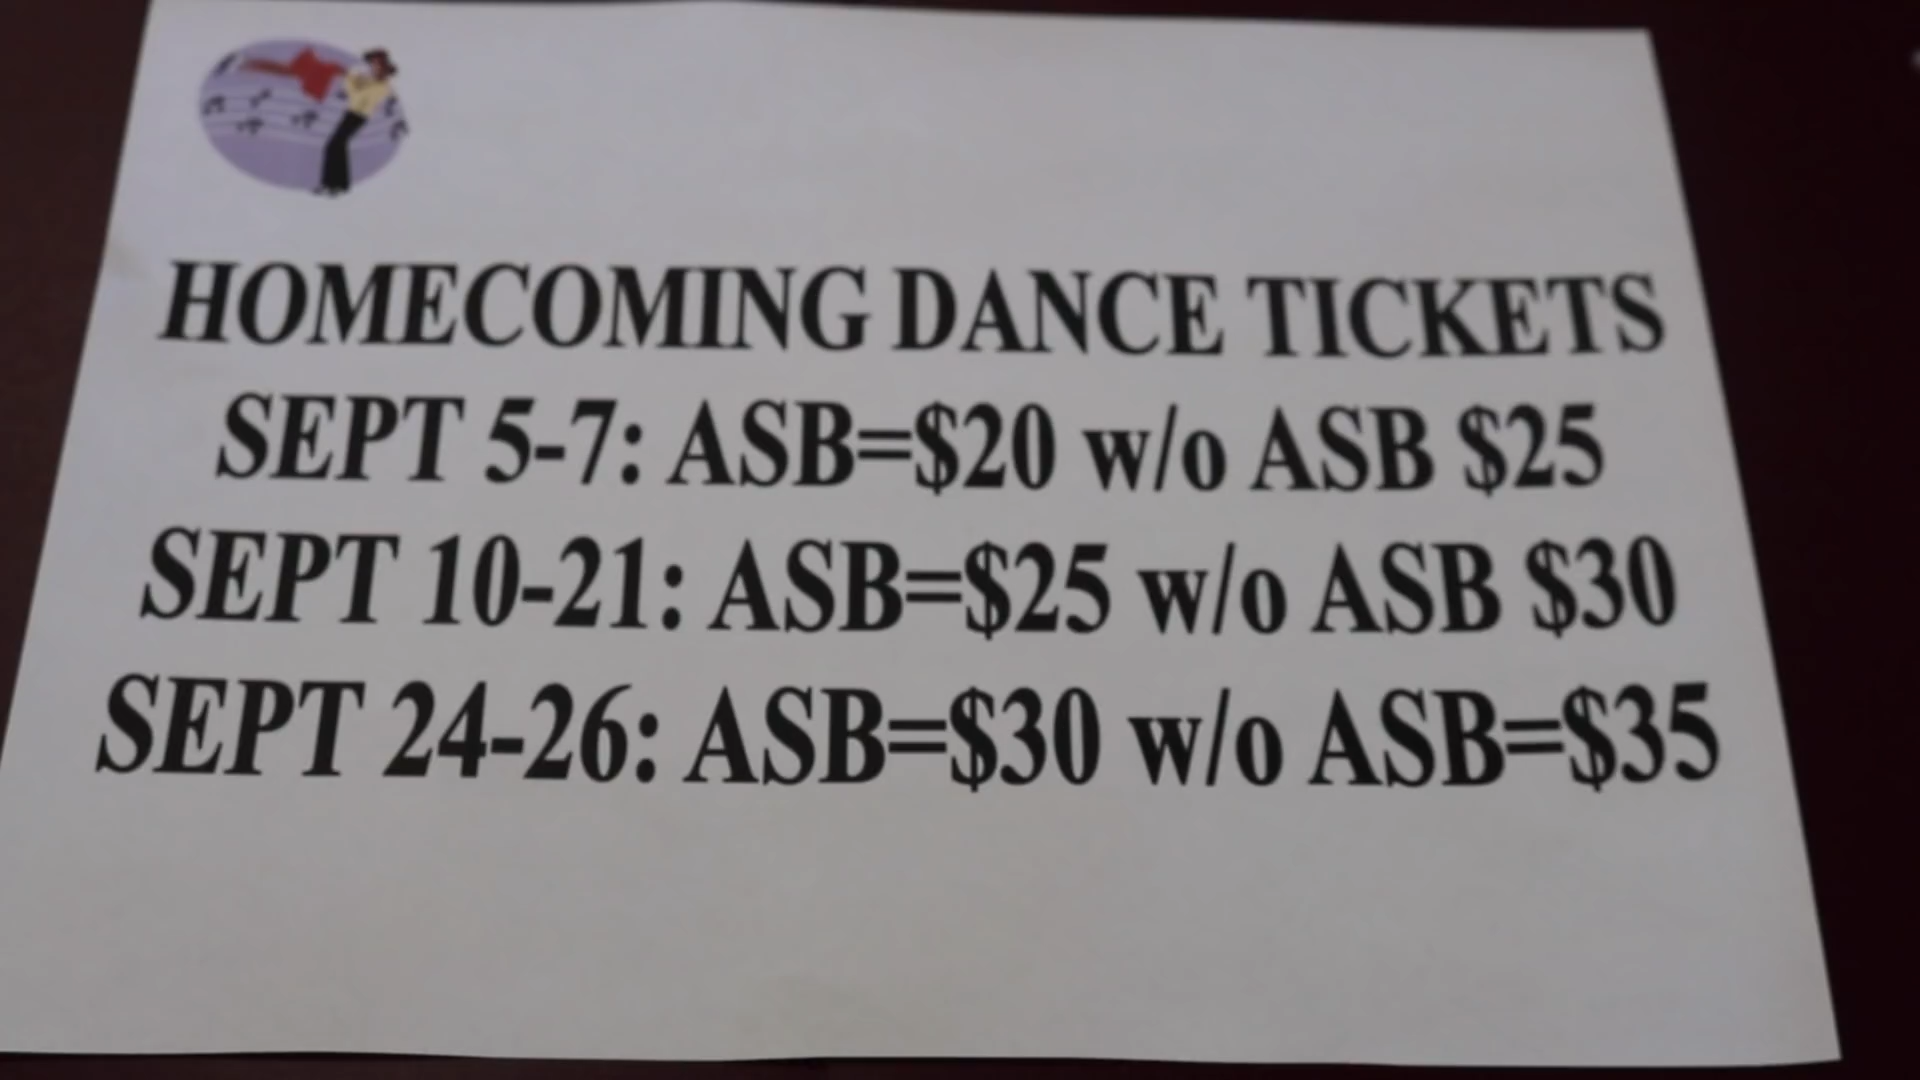 HOMECOMING DANCE TICKETS
SEPT 5-7: ASB=$20 w/o ASB $25
SEPT 10-21: ASB=$25 w/o ASB $30
SEPT 24-26: ASB=$30 w/o ASB=$35